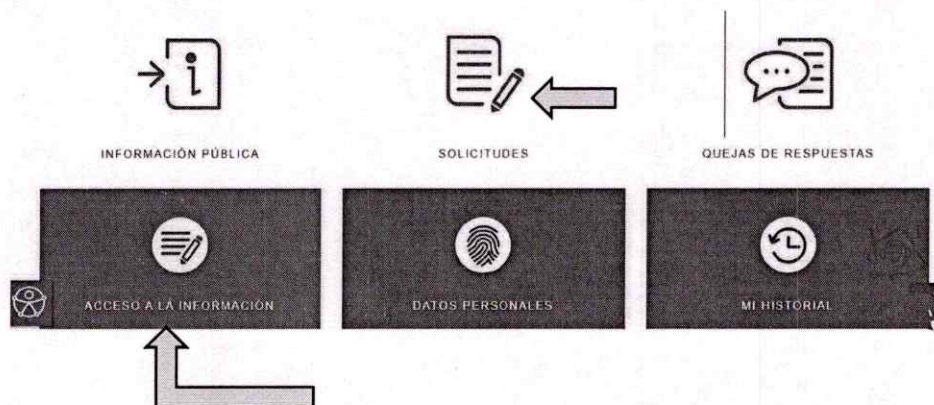 INFORMACIÓN PÚBLICA
SOLICITUDES
QUEJAS DE RESPUESTAS
ACCESO A LA INFORMACIÓN
DATOS PERSONALES
MI HISTORIAL